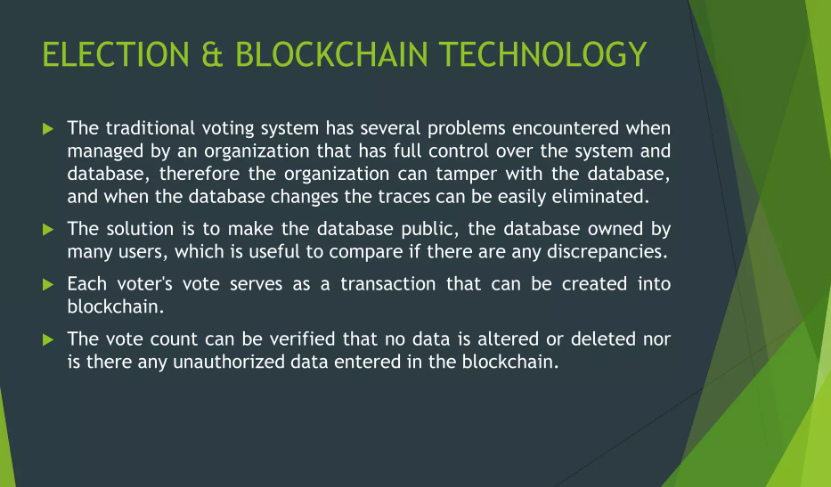 ELECTION & BLOCKCHAIN TECHNOLOGY
The traditional voting system has several problems encountered when
managed by an organization that has full control over the system and
database, therefore the organization can tamper with the database,
and when the database changes the traces can be easily eliminated.
The solution is to make the database public, the database owned by
many users, which is useful to compare if there are any discrepancies.
Each voter's vote serves as a transaction that can be created into
blockchain.
The vote count can be verified that no data is altered or deleted nor
is there any unauthorized data entered in the blockchain.